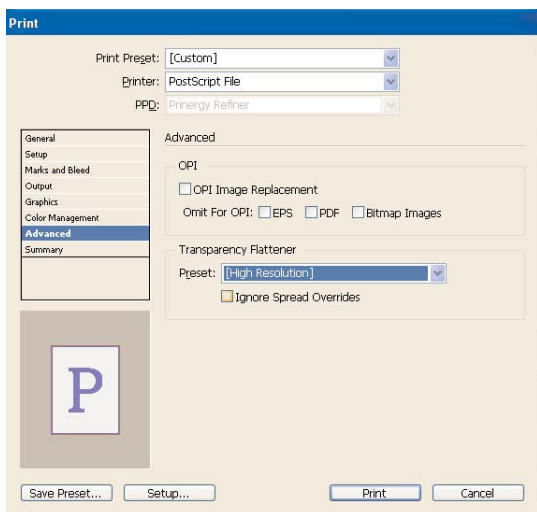 Print
Print Preset: [Custom]
Printer: PostScript File
PPD: Prinergy Refiner
General
Setup
Marks and Bleed
Output
Graphics
Color Management
Advanced
Summary
Advanced
OPI
OPI Image Replacement
Omit For OPI: EPS PDF Bitmap Images
Transparency Flattener
Preset: [High Resolution]
Ignore Spread Overrides
P
Save Preset... Setup... Print Cancel